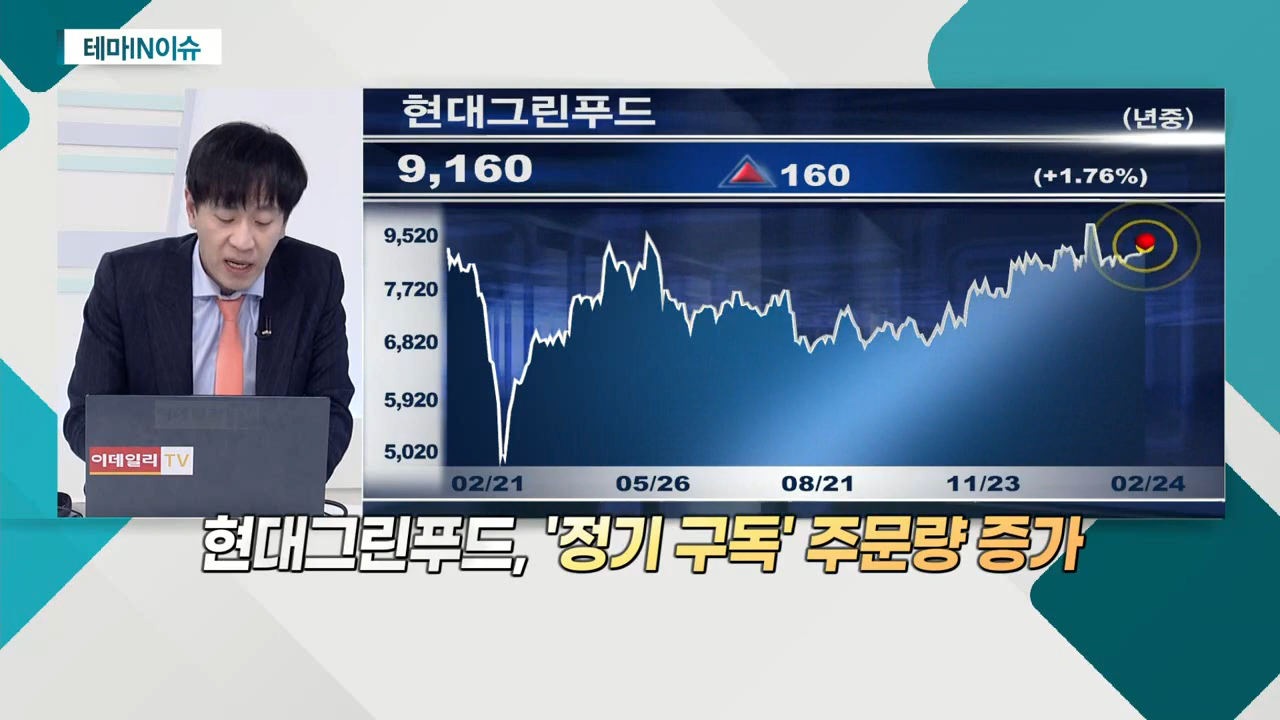 테마IN이슈
현대그린푸드
(년중)
9,160
160
(+1.76%)
9,520
7,720
6,820
5,920
5,020
02/21
05/26
08/21
11/23
02/24
이데일리 TV
현대그린푸드, '정기 구독' 주문량 증가